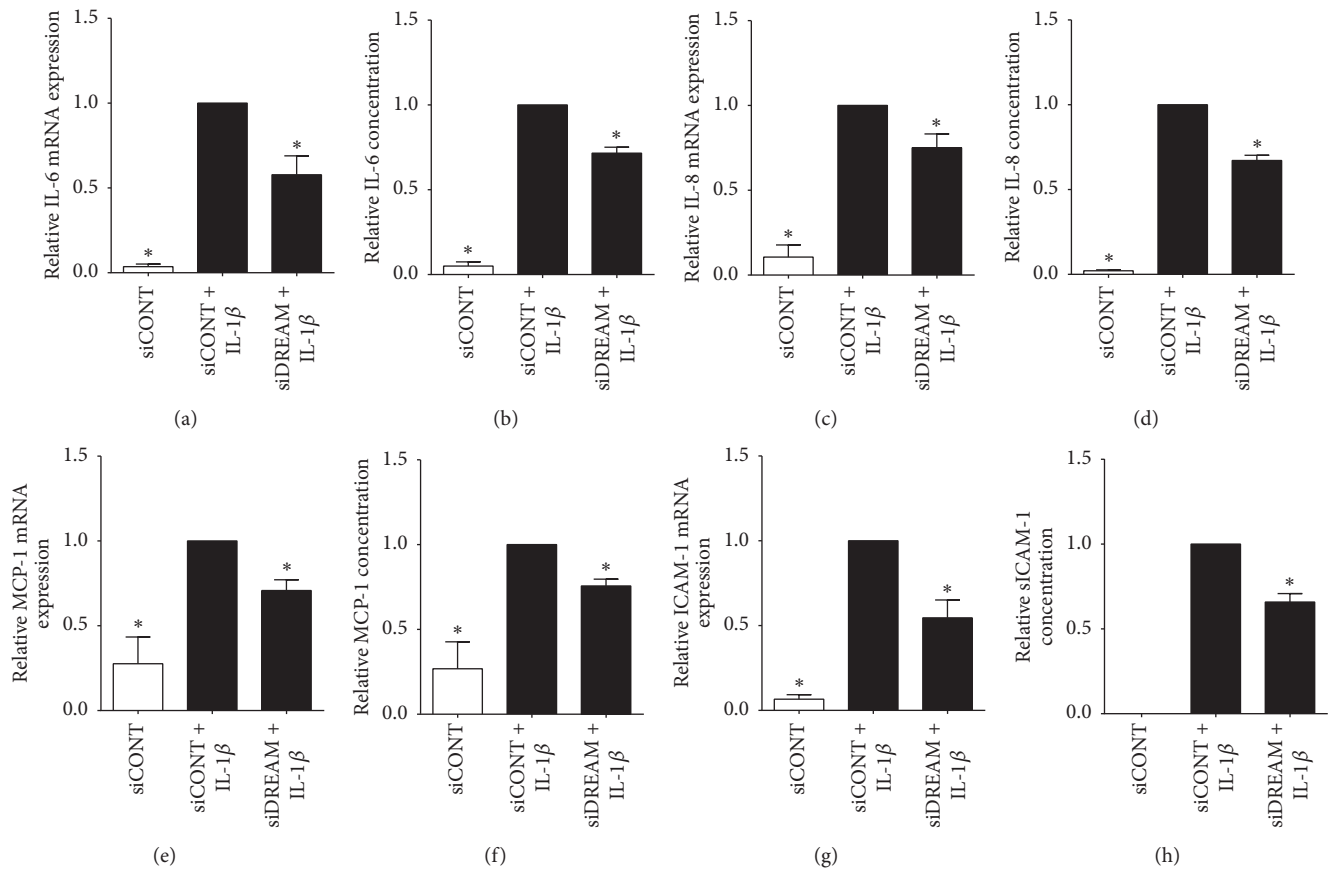 Relative IL-6 mRNA expression
1.5
1.0
0.5
0.0
*
*
siCONT
siCONT +
IL-1β
siDREAM +
IL-1β
(a)
Relative IL-6 concentration
1.5
1.0
0.5
0.0
*
*
siCONT
siCONT +
IL-1β
siDREAM +
IL-1β
(b)
Relative IL-8 mRNA expression
1.5
1.0
0.5
0.0
*
*
siCONT
siCONT +
IL-1β
siDREAM +
IL-1β
(c)
Relative IL-8 concentration
1.5
1.0
0.5
0.0
*
*
siCONT
siCONT +
IL-1β
siDREAM +
IL-1β
(d)
Relative MCP-1 mRNA
expression
1.5
1.0
0.5
0.0
*
*
siCONT
siCONT +
IL-1β
siDREAM +
IL-1β
(e)
Relative MCP-1 concentration
1.5
1.0
0.5
0.0
*
*
siCONT
siCONT +
IL-1β
siDREAM +
IL-1β
(f)
Relative ICAM-1 mRNA
expression
1.5
1.0
0.5
0.0
*
*
siCONT
siCONT +
IL-1β
siDREAM +
IL-1β
(g)
Relative sICAM-1
concentration
1.5
1.0
0.5
0.0
*
siCONT
siCONT +
IL-1β
siDREAM +
IL-1β
(h)